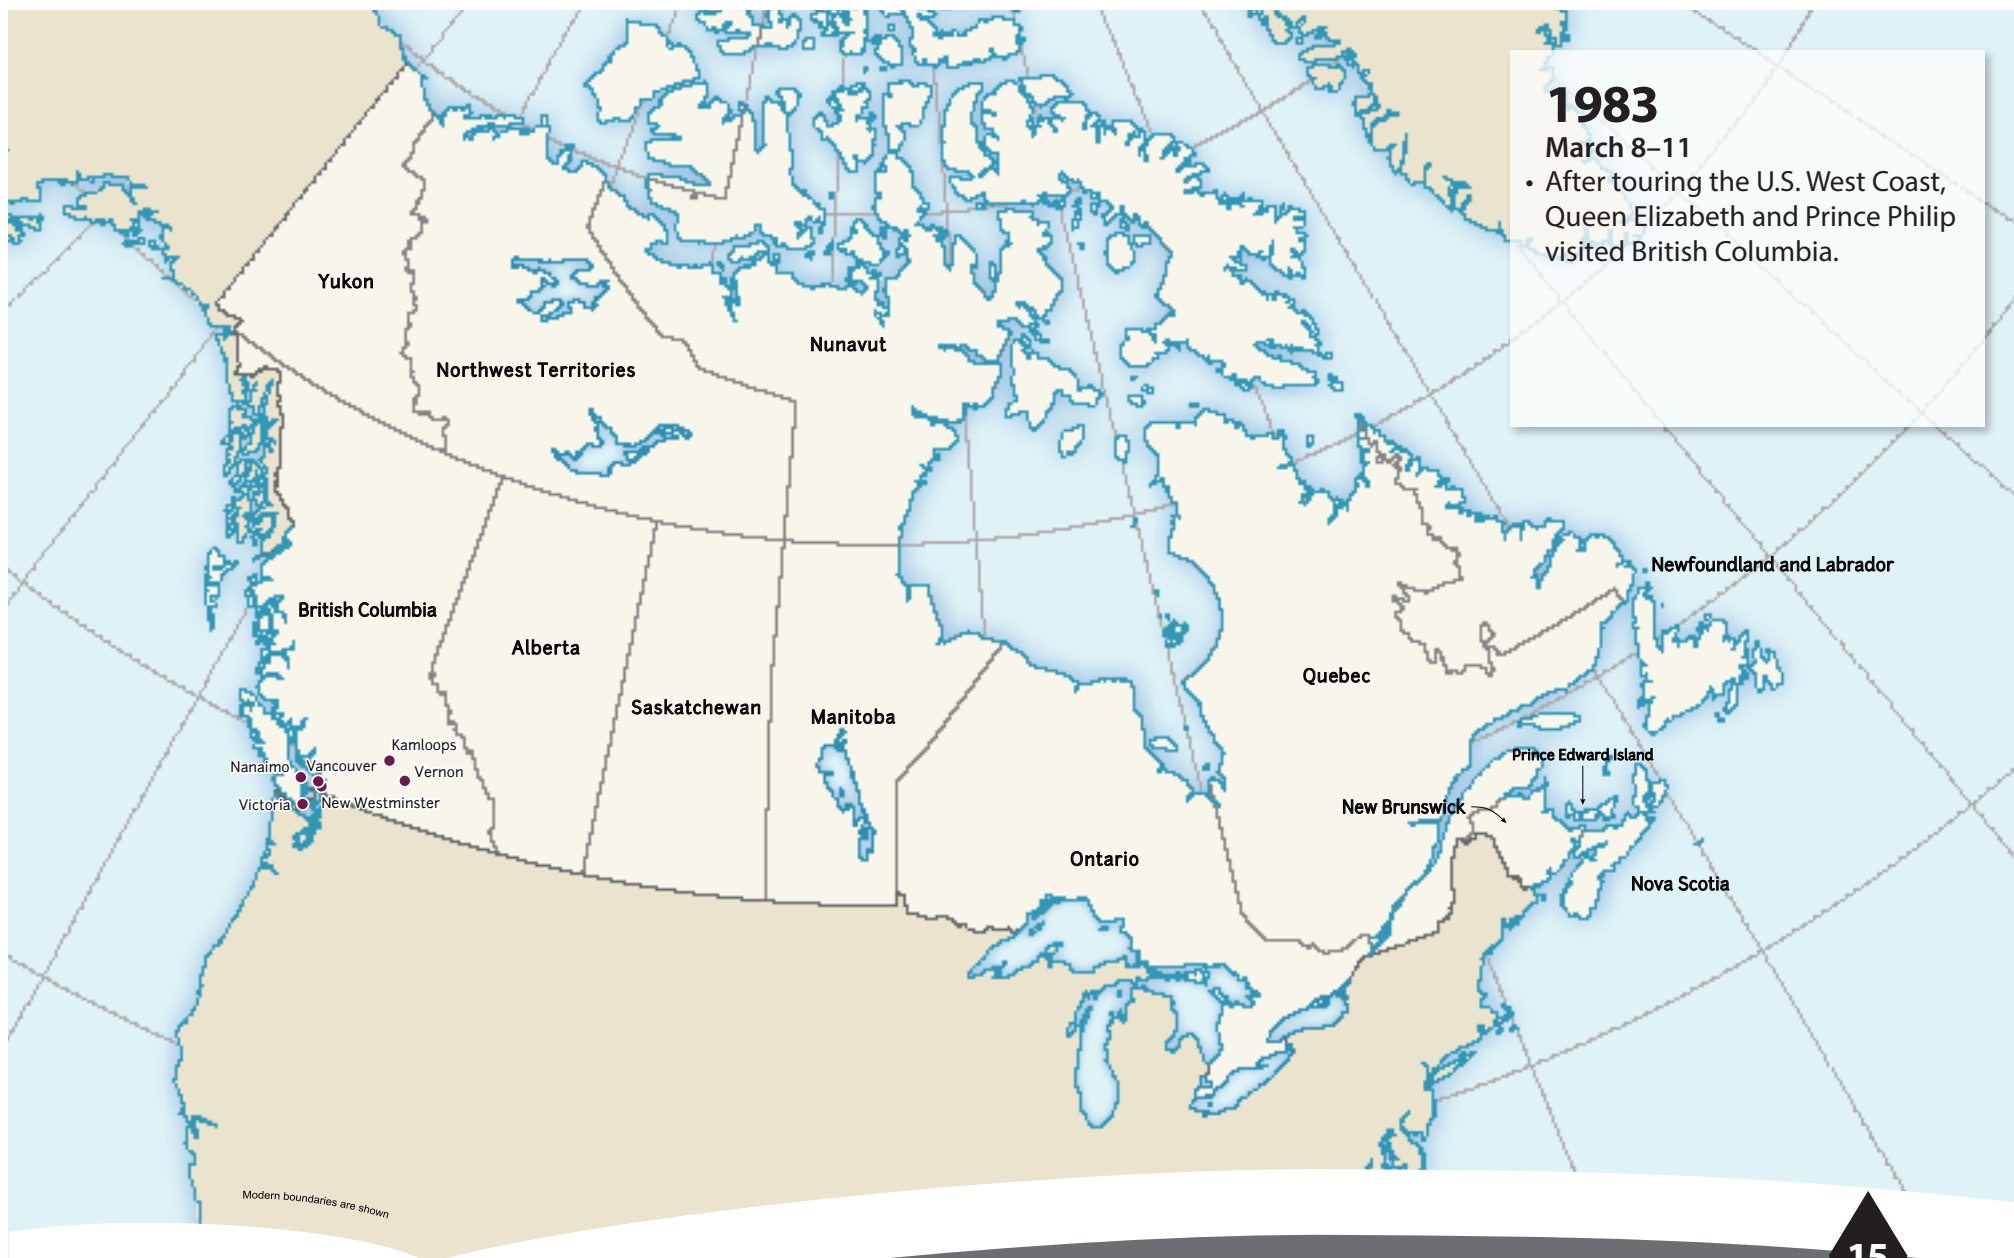 1983
March 8–11
• After touring the U.S. West Coast,
Queen Elizabeth and Prince Philip
visited British Columbia.
Yukon
Northwest Territories
Nunavut
British Columbia
Alberta
Saskatchewan
Manitoba
Ontario
Quebec
Newfoundland and Labrador
Prince Edward Island
New Brunswick
Nova Scotia
Kamloops
Nanaimo
Vancouver
Vernon
Victoria
New Westminster
Modern boundaries are shown
15